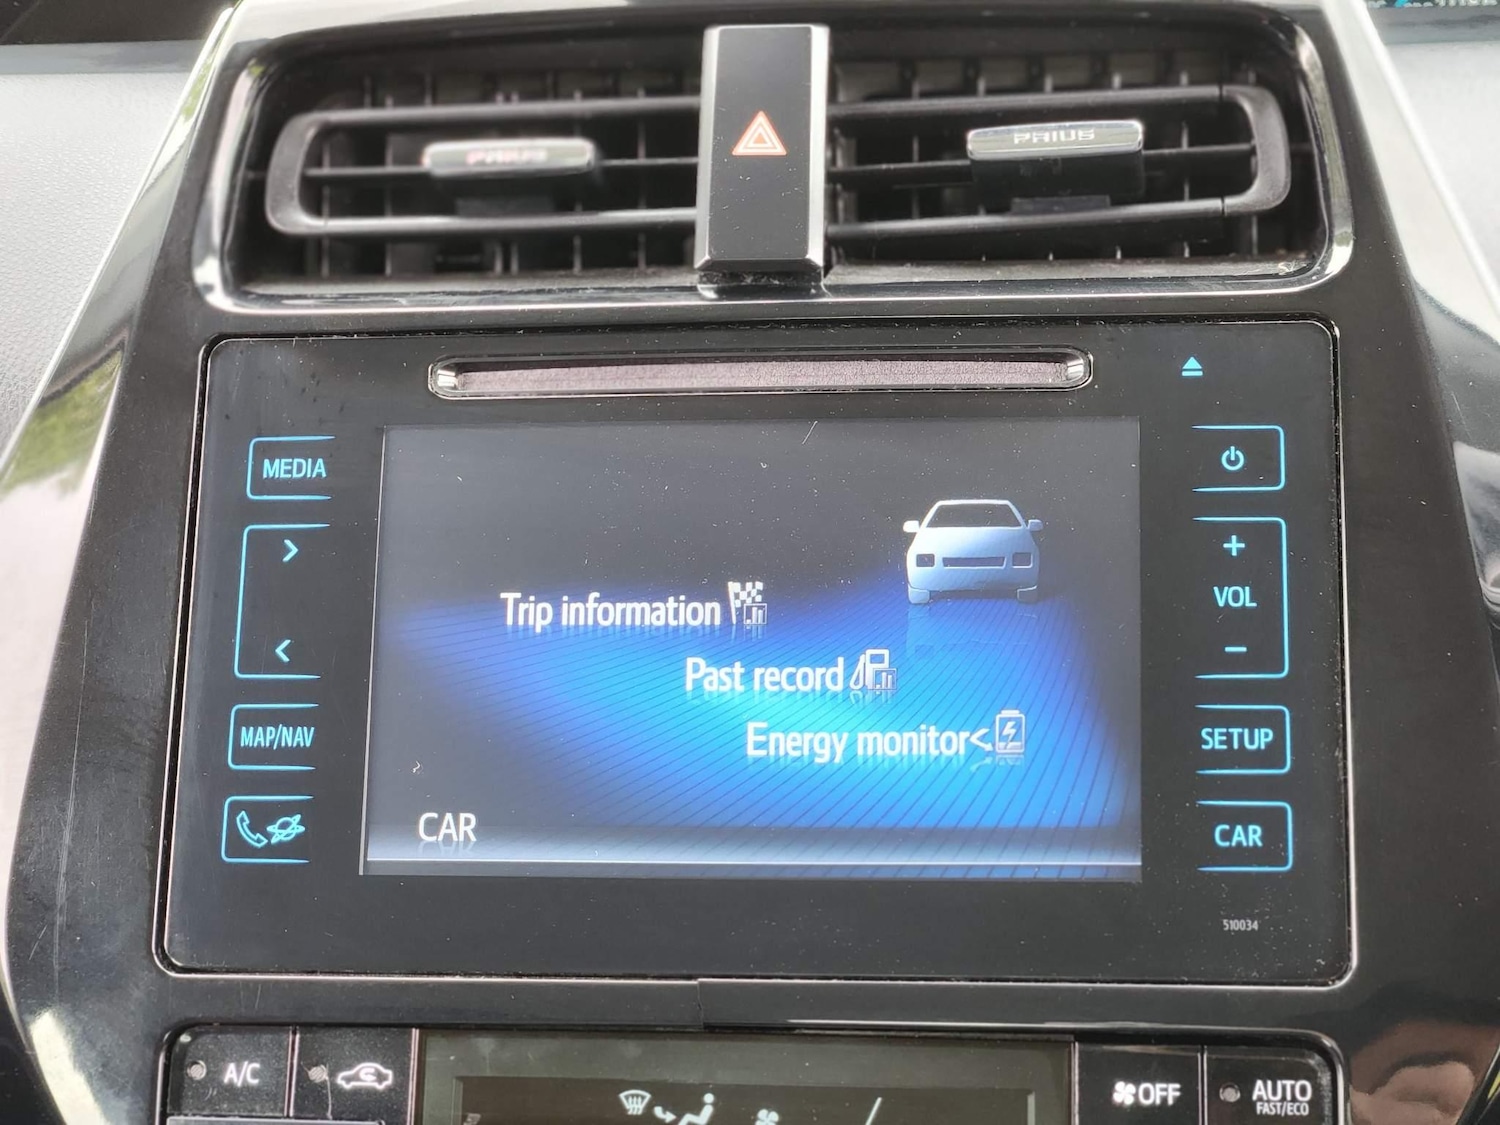 PRIUS
PRIUS
MEDIA
VOL
MAP/NAV
SETUP
CAR
Trip information
Past record
Energy monitor
CAR
510034
A/C
OFF
AUTO
FAST/ECO